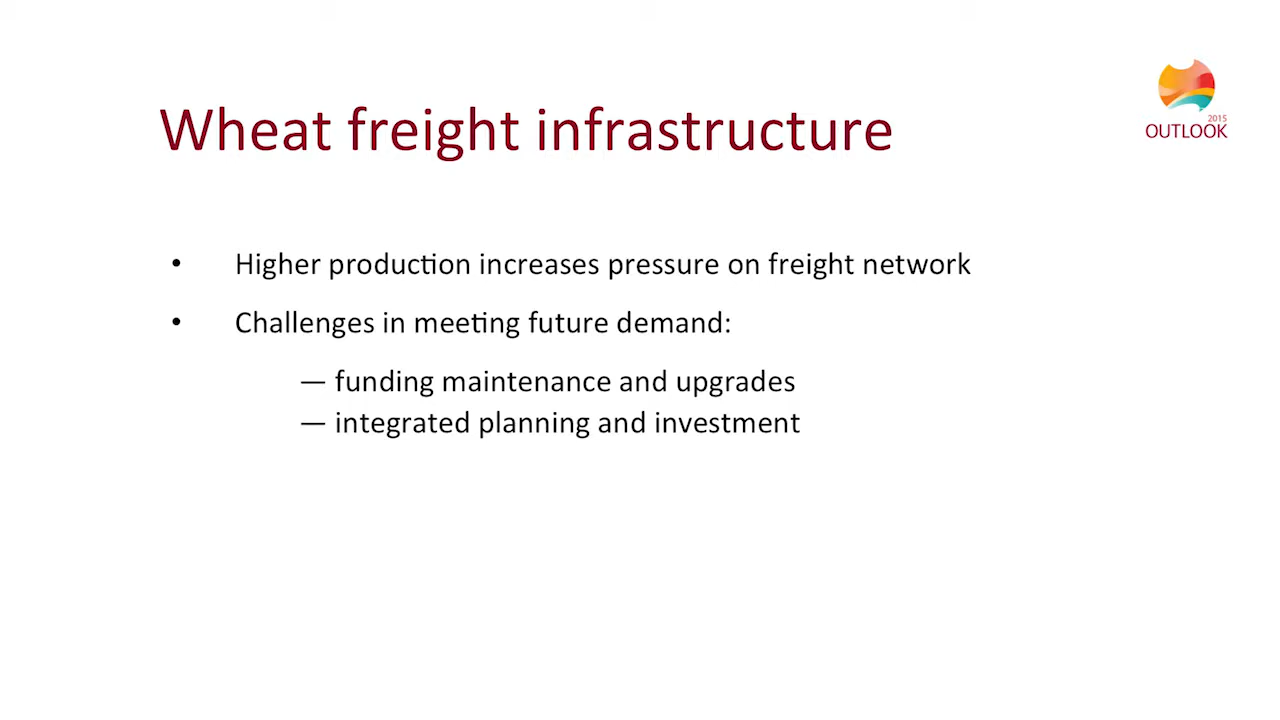 2015
OUTLOOK
Wheat freight infrastructure
• Higher production increases pressure on freight network
• Challenges in meeting future demand:
— funding maintenance and upgrades
— integrated planning and investment